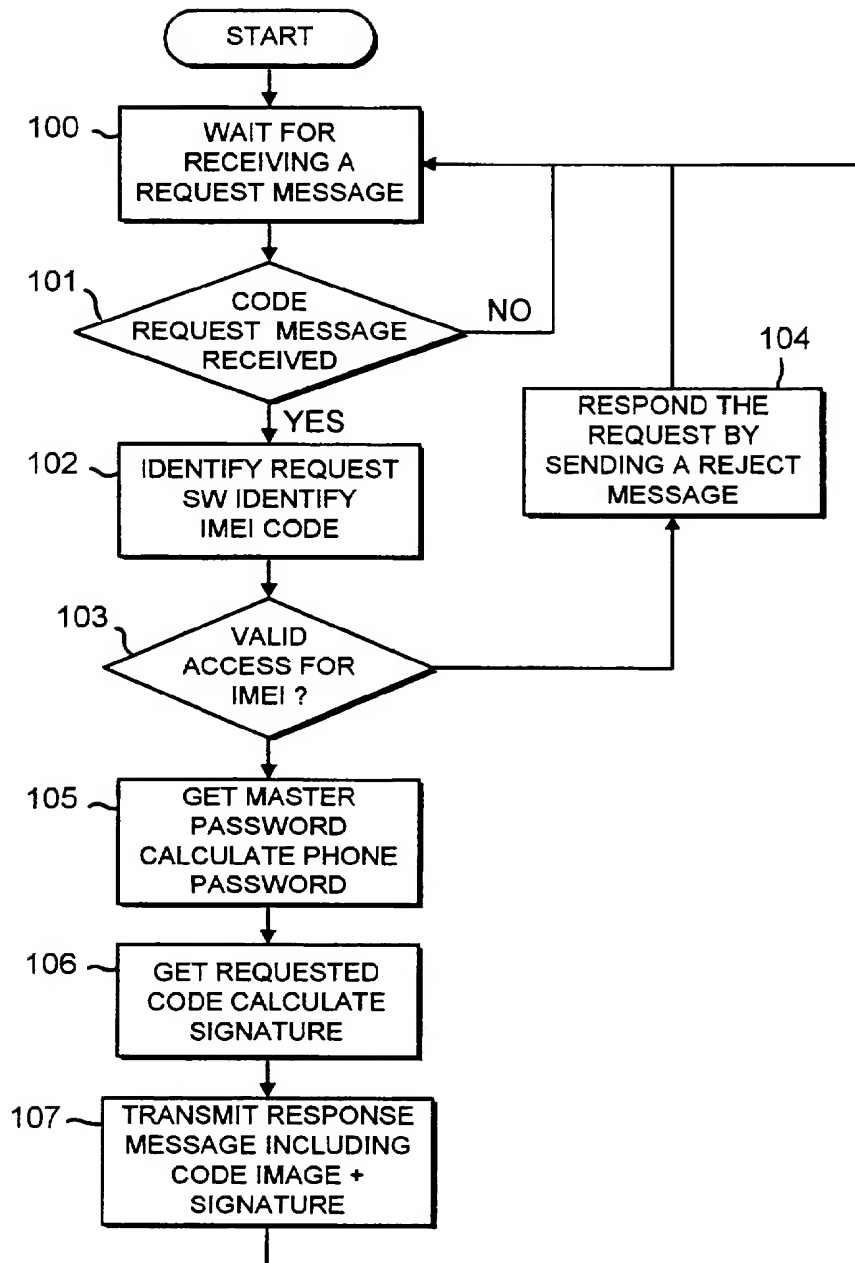 START
100
WAIT FOR
RECEIVING A
REQUEST MESSAGE
101
CODE
REQUEST MESSAGE
RECEIVED
NO
YES
104
RESPOND THE
REQUEST BY
SENDING A REJECT
MESSAGE
102
IDENTIFY REQUEST
SW IDENTIFY
IMEI CODE
103
VALID
ACCESS FOR
IMEI ?
105
GET MASTER
PASSWORD
CALCULATE PHONE
PASSWORD
106
GET REQUESTED
CODE CALCULATE
SIGNATURE
107
TRANSMIT RESPONSE
MESSAGE INCLUDING
CODE IMAGE +
SIGNATURE